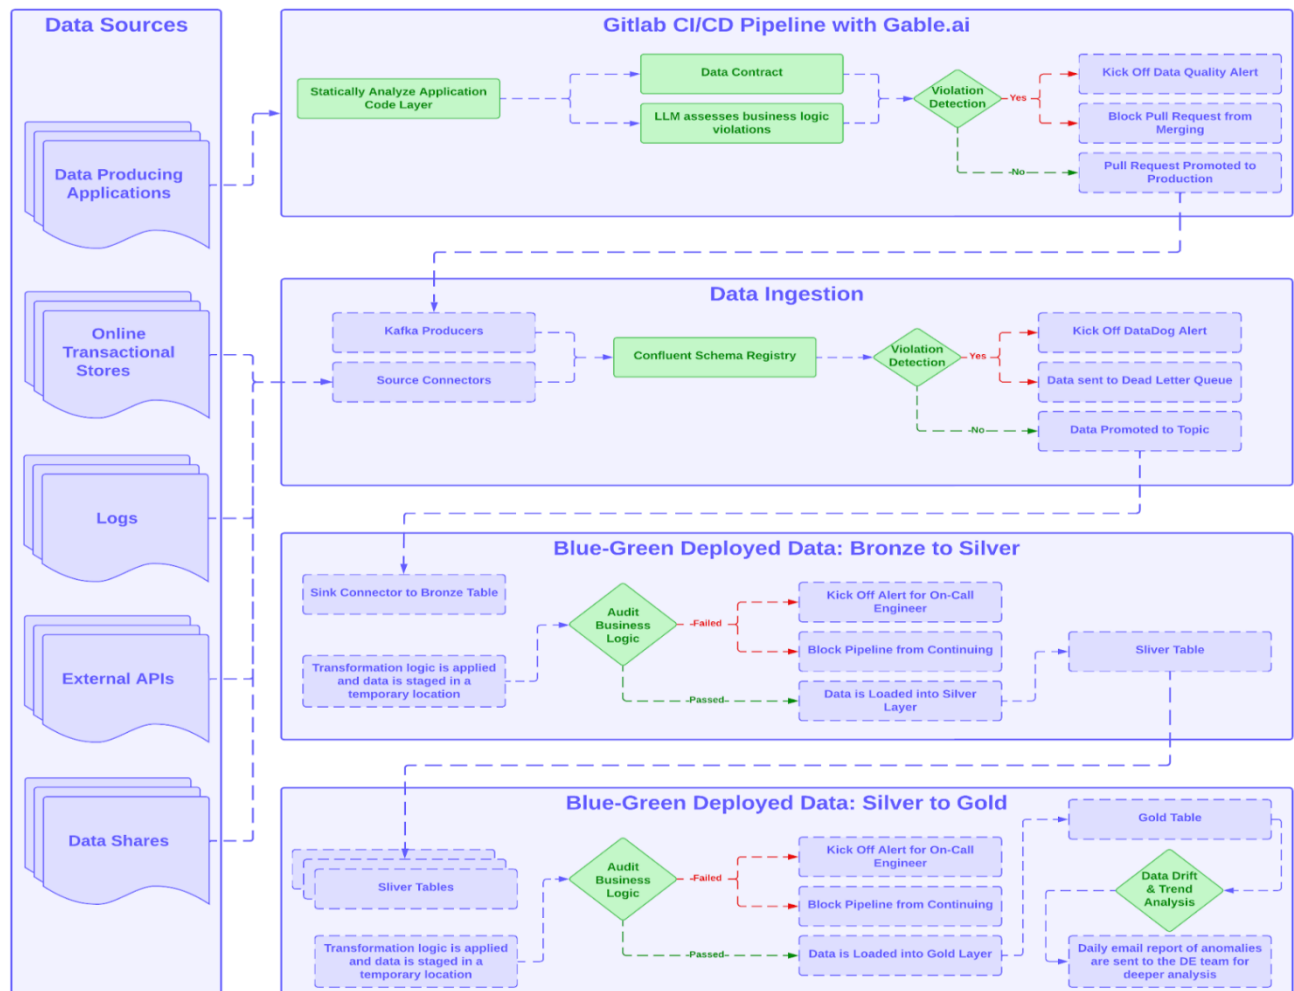 Data Sources
Data Producing
Applications
Online
Transactional
Stores
Logs
External APIs
Data Shares
Gitlab CI/CD Pipeline with Gable.ai
Statically Analyze Application
Code Layer
Data Contract
LLM assesses business logic
violations
Violation
Detection
Yes
No
Kick Off Data Quality Alert
Block Pull Request from
Merging
Pull Request Promoted to
Production
Data Ingestion
Kafka Producers
Source Connectors
Confluent Schema Registry
Violation
Detection
Yes
No
Kick Off DataDog Alert
Data sent to Dead Letter Queue
Data Promoted to Topic
Blue-Green Deployed Data: Bronze to Silver
Sink Connector to Bronze Table
Transformation logic is applied
and data is staged in a
temporary location
Audit
Business
Logic
Failed
Passed
Kick Off Alert for On-Call
Engineer
Block Pipeline from Continuing
Data is Loaded into Silver
Layer
Sliver Table
Blue-Green Deployed Data: Silver to Gold
Sliver Tables
Transformation logic is applied
and data is staged in a
temporary location
Audit
Business
Logic
Failed
Passed
Kick Off Alert for On-Call
Engineer
Block Pipeline from Continuing
Data is Loaded into Gold Layer
Gold Table
Data Drift
& Trend
Analysis
Daily email report of anomalies
are sent to the DE team for
deeper analysis